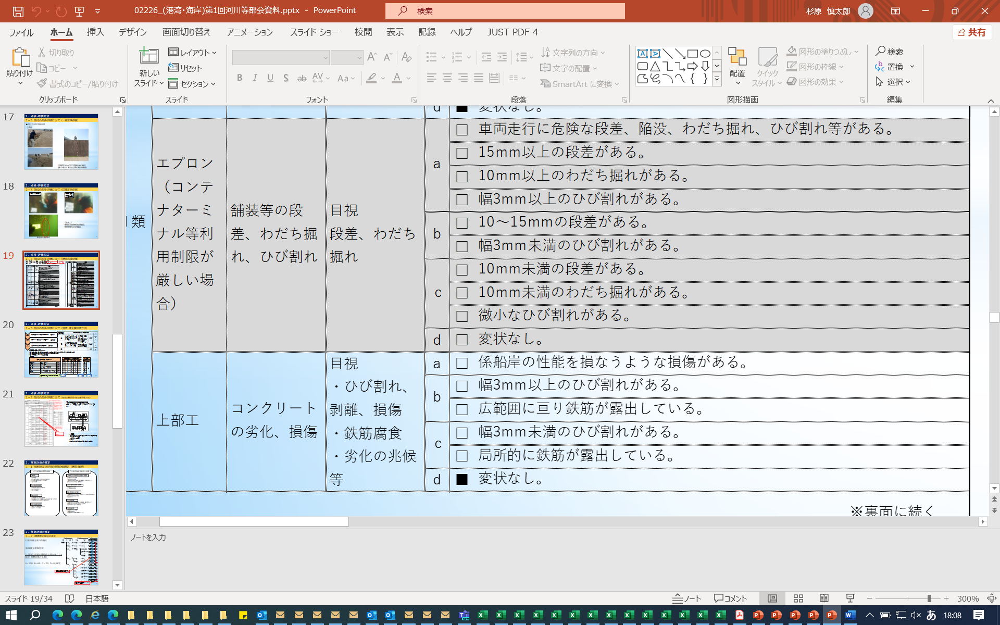 02226_(港湾・海岸)第1回河川等部会資料.pptx - PowerPoint
検索
杉原 慎太郎
ファイル ホーム 挿入 デザイン 画面切り替え アニメーション スライド ショー 校閲 表示 記録 ヘルプ JUST PDF 4
共有
貼り付け
切り取り
コピー
書式のコピー/貼り付け
クリップボード
新しい
スライド
レイアウト
リセット
セクション
スライド
B I U S ab AV Aa A
フォント
文字列の方向
文字の配置
SmartArt に変換
段落
配置
クイック
スタイル
図形の塗りつぶし
図形の枠線
図形の効果
図形描画
検索
置換
選択
編集
17
18
19
20
21
22
23
d ■ 変状なし。
類
エプロン
（コンテ
ナターミ
ナル等利
用制限が
厳しい場
合）
舗装等の段
差、わだち掘
れ、ひび割れ
目視
段差、わだち
掘れ
a
□ 車両走行に危険な段差、陥没、わだち掘れ、ひび割れ等がある。
□ 15mm以上の段差がある。
□ 10mm以上のわだち掘れがある。
□ 幅3mm以上のひび割れがある。
b
□ 10～15mmの段差がある。
□ 幅3mm未満のひび割れがある。
c
□ 10mm未満の段差がある。
□ 10mm未満のわだち掘れがある。
□ 微小なひび割れがある。
d □ 変状なし。
上部工
コンクリート
の劣化、損傷
目視
・ひび割れ、
剥離、損傷
・鉄筋腐食
・劣化の兆候
等
a □ 係船岸の性能を損なうような損傷がある。
b
□ 幅3mm以上のひび割れがある。
□ 広範囲に亘り鉄筋が露出している。
c
□ 幅3mm未満のひび割れがある。
□ 局所的に鉄筋が露出している。
d ■ 変状なし。
※裏面に続く
ノートを入力
スライド 19/34 日本語
ノート コメント 300%
あ 18:08